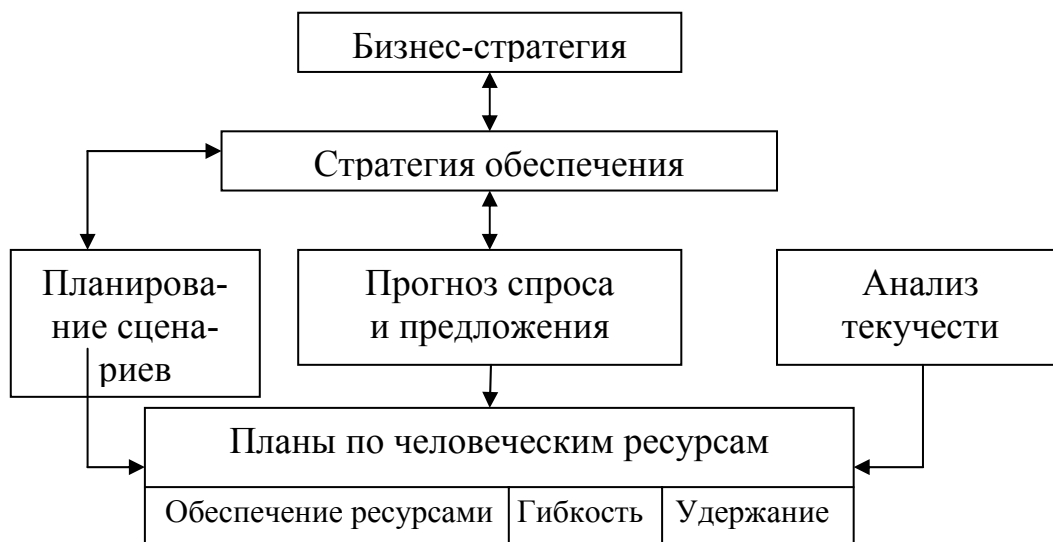 Бизнес-стратегия
Стратегия обеспечения
Планирова-
ние сцена-
риев
Прогноз спроса
и предложения
Анализ
текучести
Планы по человеческим ресурсам
Обеспечение ресурсами
Гибкость
Удержание